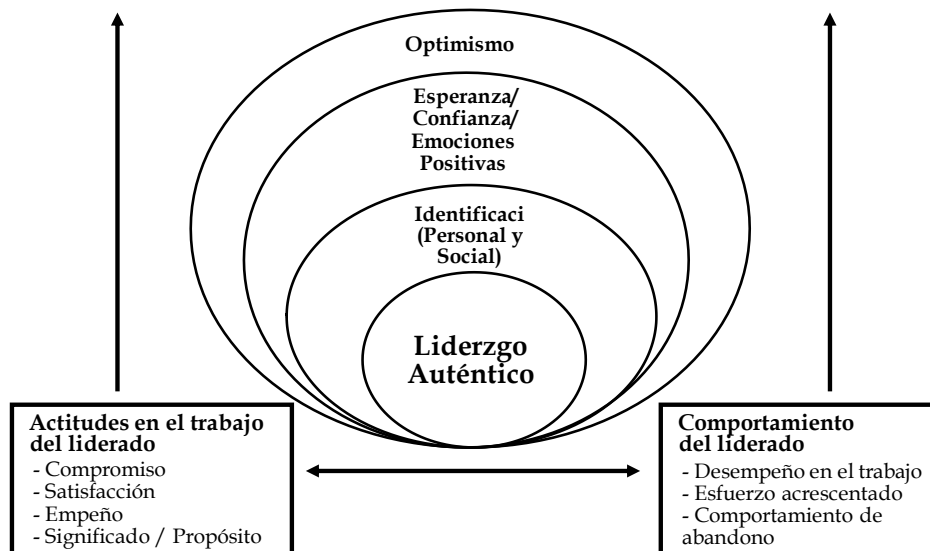 Optimismo
Esperanza/
Confianza/
Emociones
Positivas
Identificaci
(Personal y
Social)
Liderzgo
Auténtico
Actitudes en el trabajo
del liderado
- Compromiso
- Satisfacción
- Empeño
- Significado / Propósito
Comportamiento
del liderado
- Desempeño en el trabajo
- Esfuerzo acrescentado
- Comportamiento de
abandono